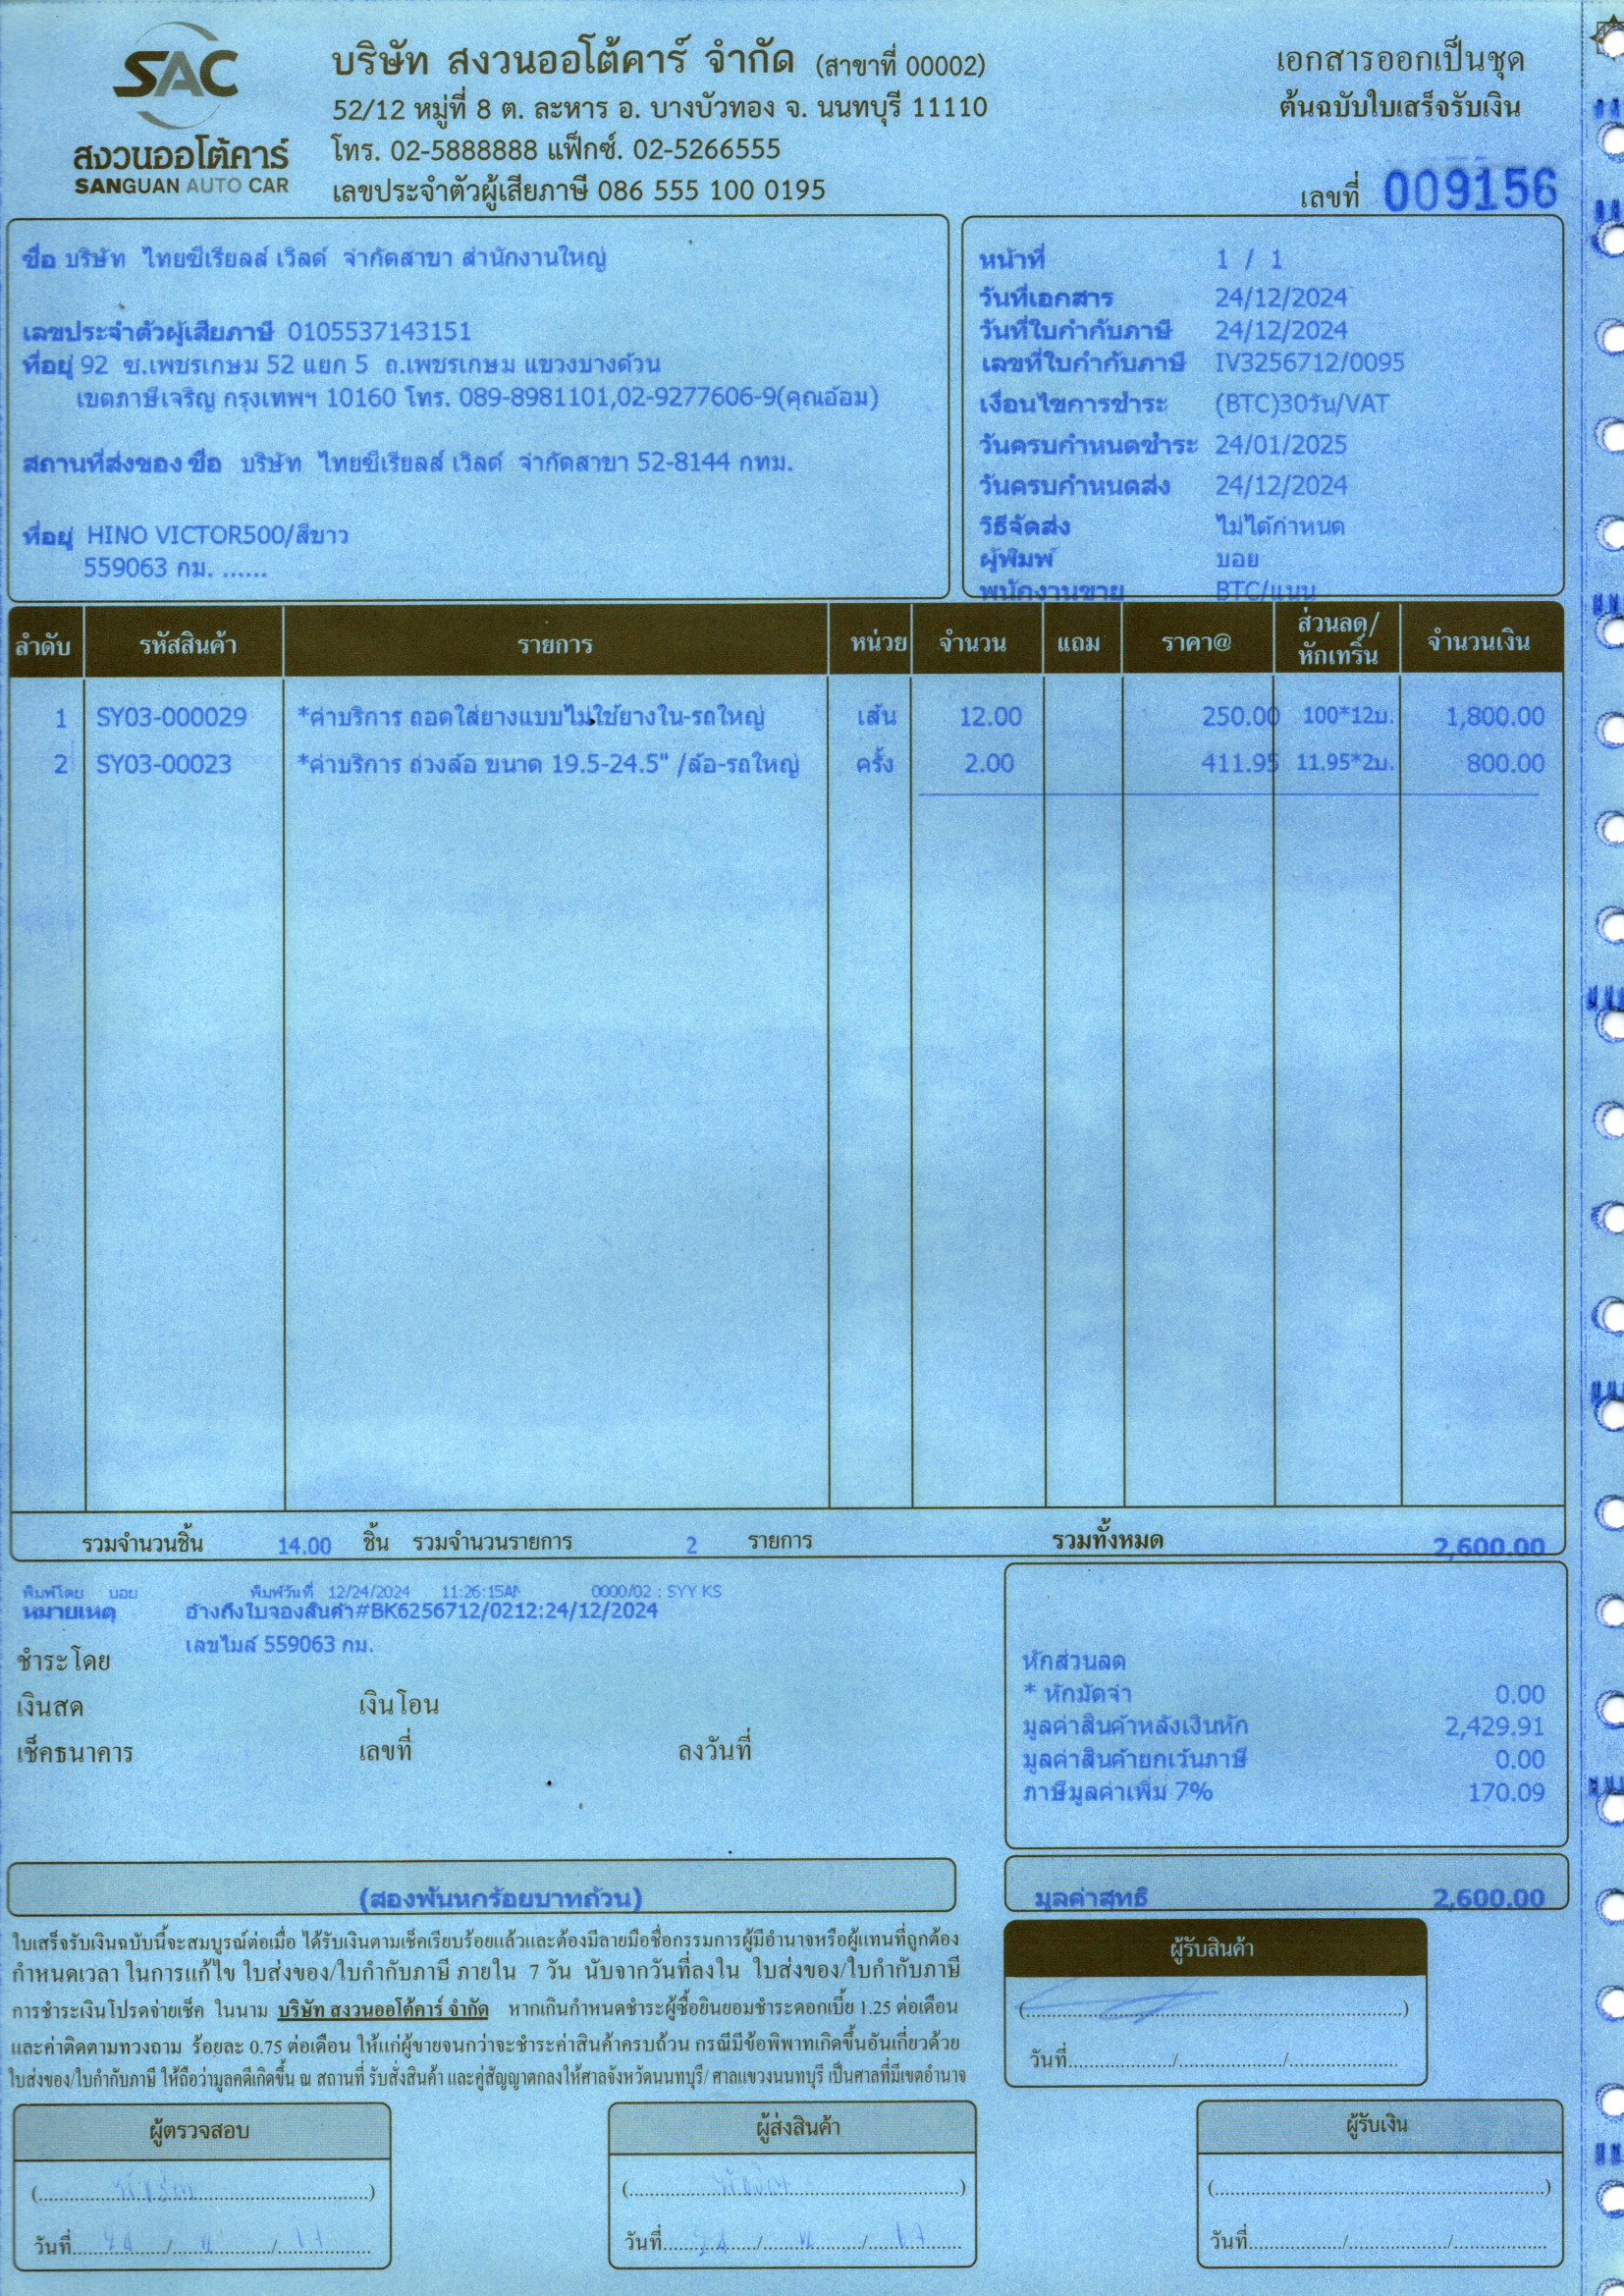 SAC
สงวนออโต้คาร์
SANGUAN AUTO CAR
บริษัท สงวนออโต้คาร์ จำกัด (สาขาที่ 00002)
52/12 หมู่ที่ 8 ต. ละหาร อ. บางบัวทอง จ. นนทบุรี 11110
โทร. 02-5888888 แฟ็กซ์. 02-5266555
เลขประจำตัวผู้เสียภาษี 086 555 100 0195
เอกสารออกเป็นชุด
ต้นฉบับใบเสร็จรับเงิน
เลขที่ 009156
ชื่อ บริษัท ไทยซีเรียลส์ เวิลด์ จำกัดสาขา สำนักงานใหญ่
เลขประจำตัวผู้เสียภาษี 0105537143151
ที่อยู่ 92 ซ.เพชรเกษม 52 แยก 5 ถ.เพชรเกษม แขวงบางด้วน
เขตภาษีเจริญ กรุงเทพฯ 10160 โทร. 089-8981101,02-9277606-9(คุณอ้อม)
สถานที่ส่งของ ชื่อ บริษัท ไทยซีเรียลส์ เวิลด์ จำกัดสาขา 52-8144 กทม.
ที่อยู่ HINO VICTOR500/สีขาว
559063 กม. ......
หน้าที่ 1 / 1
วันที่เอกสาร 24/12/2024
วันที่ใบกำกับภาษี 24/12/2024
เลขที่ใบกำกับภาษี IV3256712/0095
เงื่อนไขการชำระ (BTC)30วัน/VAT
วันครบกำหนดชำระ 24/01/2025
วันครบกำหนดส่ง 24/12/2024
วิธีจัดส่ง ไม่ได้กำหนด
ผู้พิมพ์ บอย
พนักงานขาย BTC/แบน
ลำดับ รหัสสินค้า รายการ หน่วย จำนวน แถม ราคา@ ส่วนลด/หักเทริ์น จำนวนเงิน
1 SY03-000029 *ค่าบริการ ถอดใส่ยางแบบไม่ใช้ยางใน-รถใหญ่ เส้น 12.00 250.00 100*12บ. 1,800.00
2 SY03-00023 *ค่าบริการ ถ่วงล้อ ขนาด 19.5-24.5" /ล้อ-รถใหญ่ ครั้ง 2.00 411.95 11.95*2บ. 800.00
รวมจำนวนชิ้น 14.00 ชิ้น รวมจำนวนรายการ 2 รายการ รวมทั้งหมด 2,600.00
พิมพ์โดย บอย พิมพ์วันที่ 12/24/2024 11:26:15AM 0000/02 : SYY KS
หมายเหตุ อ้างถึงใบจองสินค้า#BK6256712/0212:24/12/2024
เลขไมล์ 559063 กม.
ชำระโดย
เงินสด เงินโอน
เช็คธนาคาร เลขที่ ลงวันที่
หักส่วนลด
* หักมัดจำ 0.00
มูลค่าสินค้าหลังเงินหัก 2,429.91
มูลค่าสินค้ายกเว้นภาษี 0.00
ภาษีมูลค่าเพิ่ม 7% 170.09
(สองพันหกร้อยบาทถ้วน)
มูลค่าสุทธิ 2,600.00
ใบเสร็จรับเงินฉบับนี้จะสมบูรณ์ต่อเมื่อ ได้รับเงินตามเช็คเรียบร้อยแล้วและต้องมีลายมือชื่อกรรมการผู้มีอำนาจหรือผู้แทนที่ถูกต้อง
กำหนดเวลา ในการแก้ไข ใบส่งของ/ใบกำกับภาษี ภายใน 7 วัน นับจากวันที่ลงใน ใบส่งของ/ใบกำกับภาษี
การชำระเงินโปรดจ่ายเช็ค ในนาม บริษัท สงวนออโต้คาร์ จำกัด หากเกินกำหนดชำระผู้ซื้อยินยอมชำระดอกเบี้ย 1.25 ต่อเดือน
และค่าติดตามทวงถาม ร้อยละ 0.75 ต่อเดือน ให้แก่ผู้ขายจนกว่าจะชำระค่าสินค้าครบถ้วน กรณีมีข้อพิพาทเกิดขึ้นอันเกี่ยวด้วย
ใบส่งของ/ใบกำกับภาษี ให้ถือว่ามูลคดีเกิดขึ้น ณ สถานที่ รับสั่งสินค้า และคู่สัญญาตกลงให้ศาลจังหวัดนนทบุรี/ ศาลแขวงนนทบุรี เป็นศาลที่มีเขตอำนาจ
ผู้รับสินค้า
วันที่
ผู้ตรวจสอบ
วันที่ 24
ผู้ส่งสินค้า
วันที่ 24
ผู้รับเงิน
วันที่